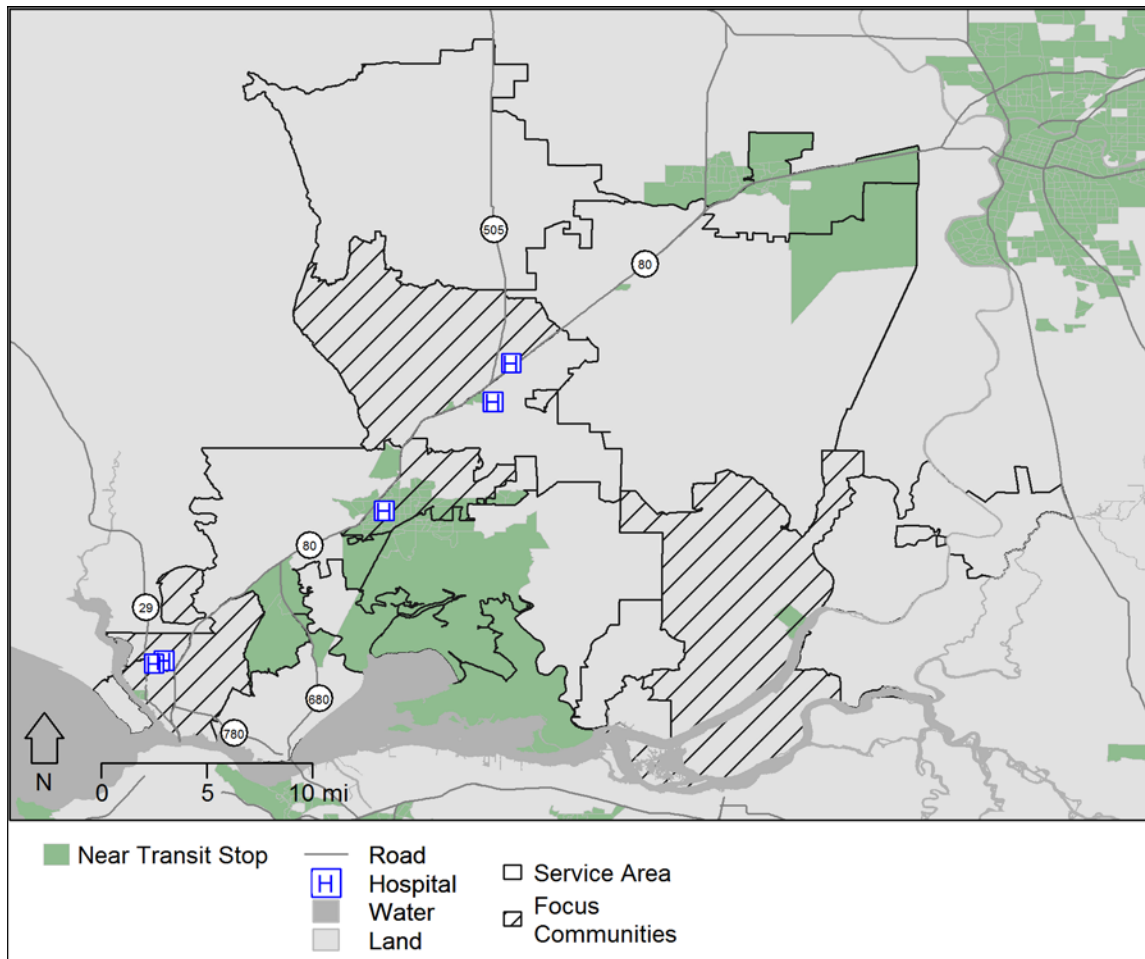 505
80
80
29
680
780
N
0 5 10 mi
H
H
H
H
H
Near Transit Stop
Road
H Hospital
Water
Land
Service Area
Focus
Communities